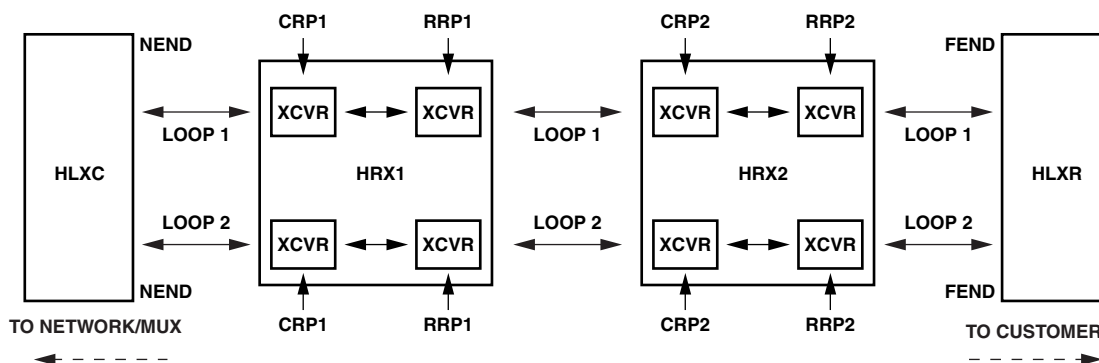 CRP1 RRP1 CRP2 RRP2
NEND FEND
XCVR XCVR XCVR XCVR
LOOP 1 LOOP 1 LOOP 1
HLXC HRX1 HRX2 HLXR
LOOP 2 LOOP 2 LOOP 2
XCVR XCVR XCVR XCVR
NEND FEND
CRP1 RRP1 CRP2 RRP2
TO NETWORK/MUX TO CUSTOMER